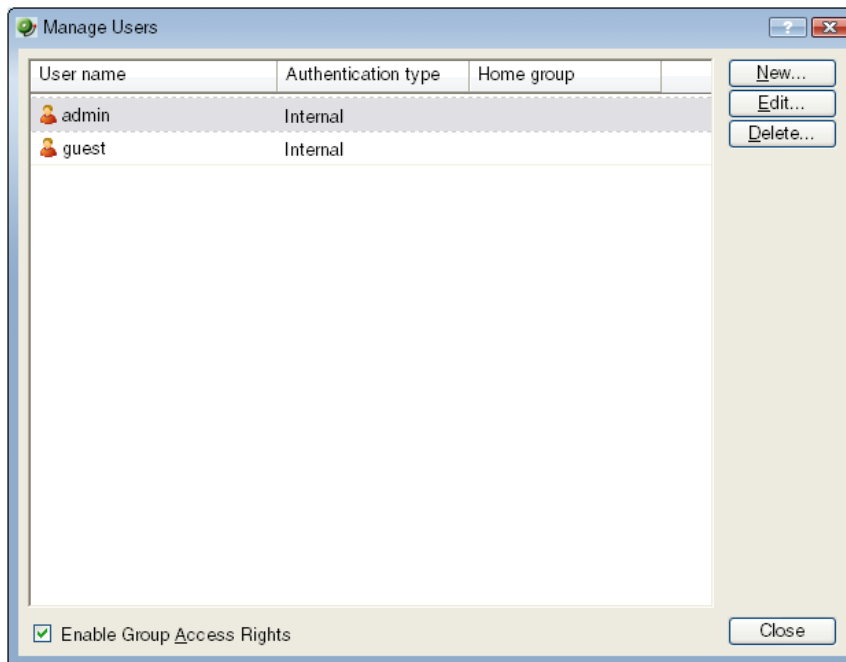 Manage Users
?
User name Authentication type Home group
admin Internal
guest Internal
New...
Edit...
Delete...
Enable Group Access Rights
Close